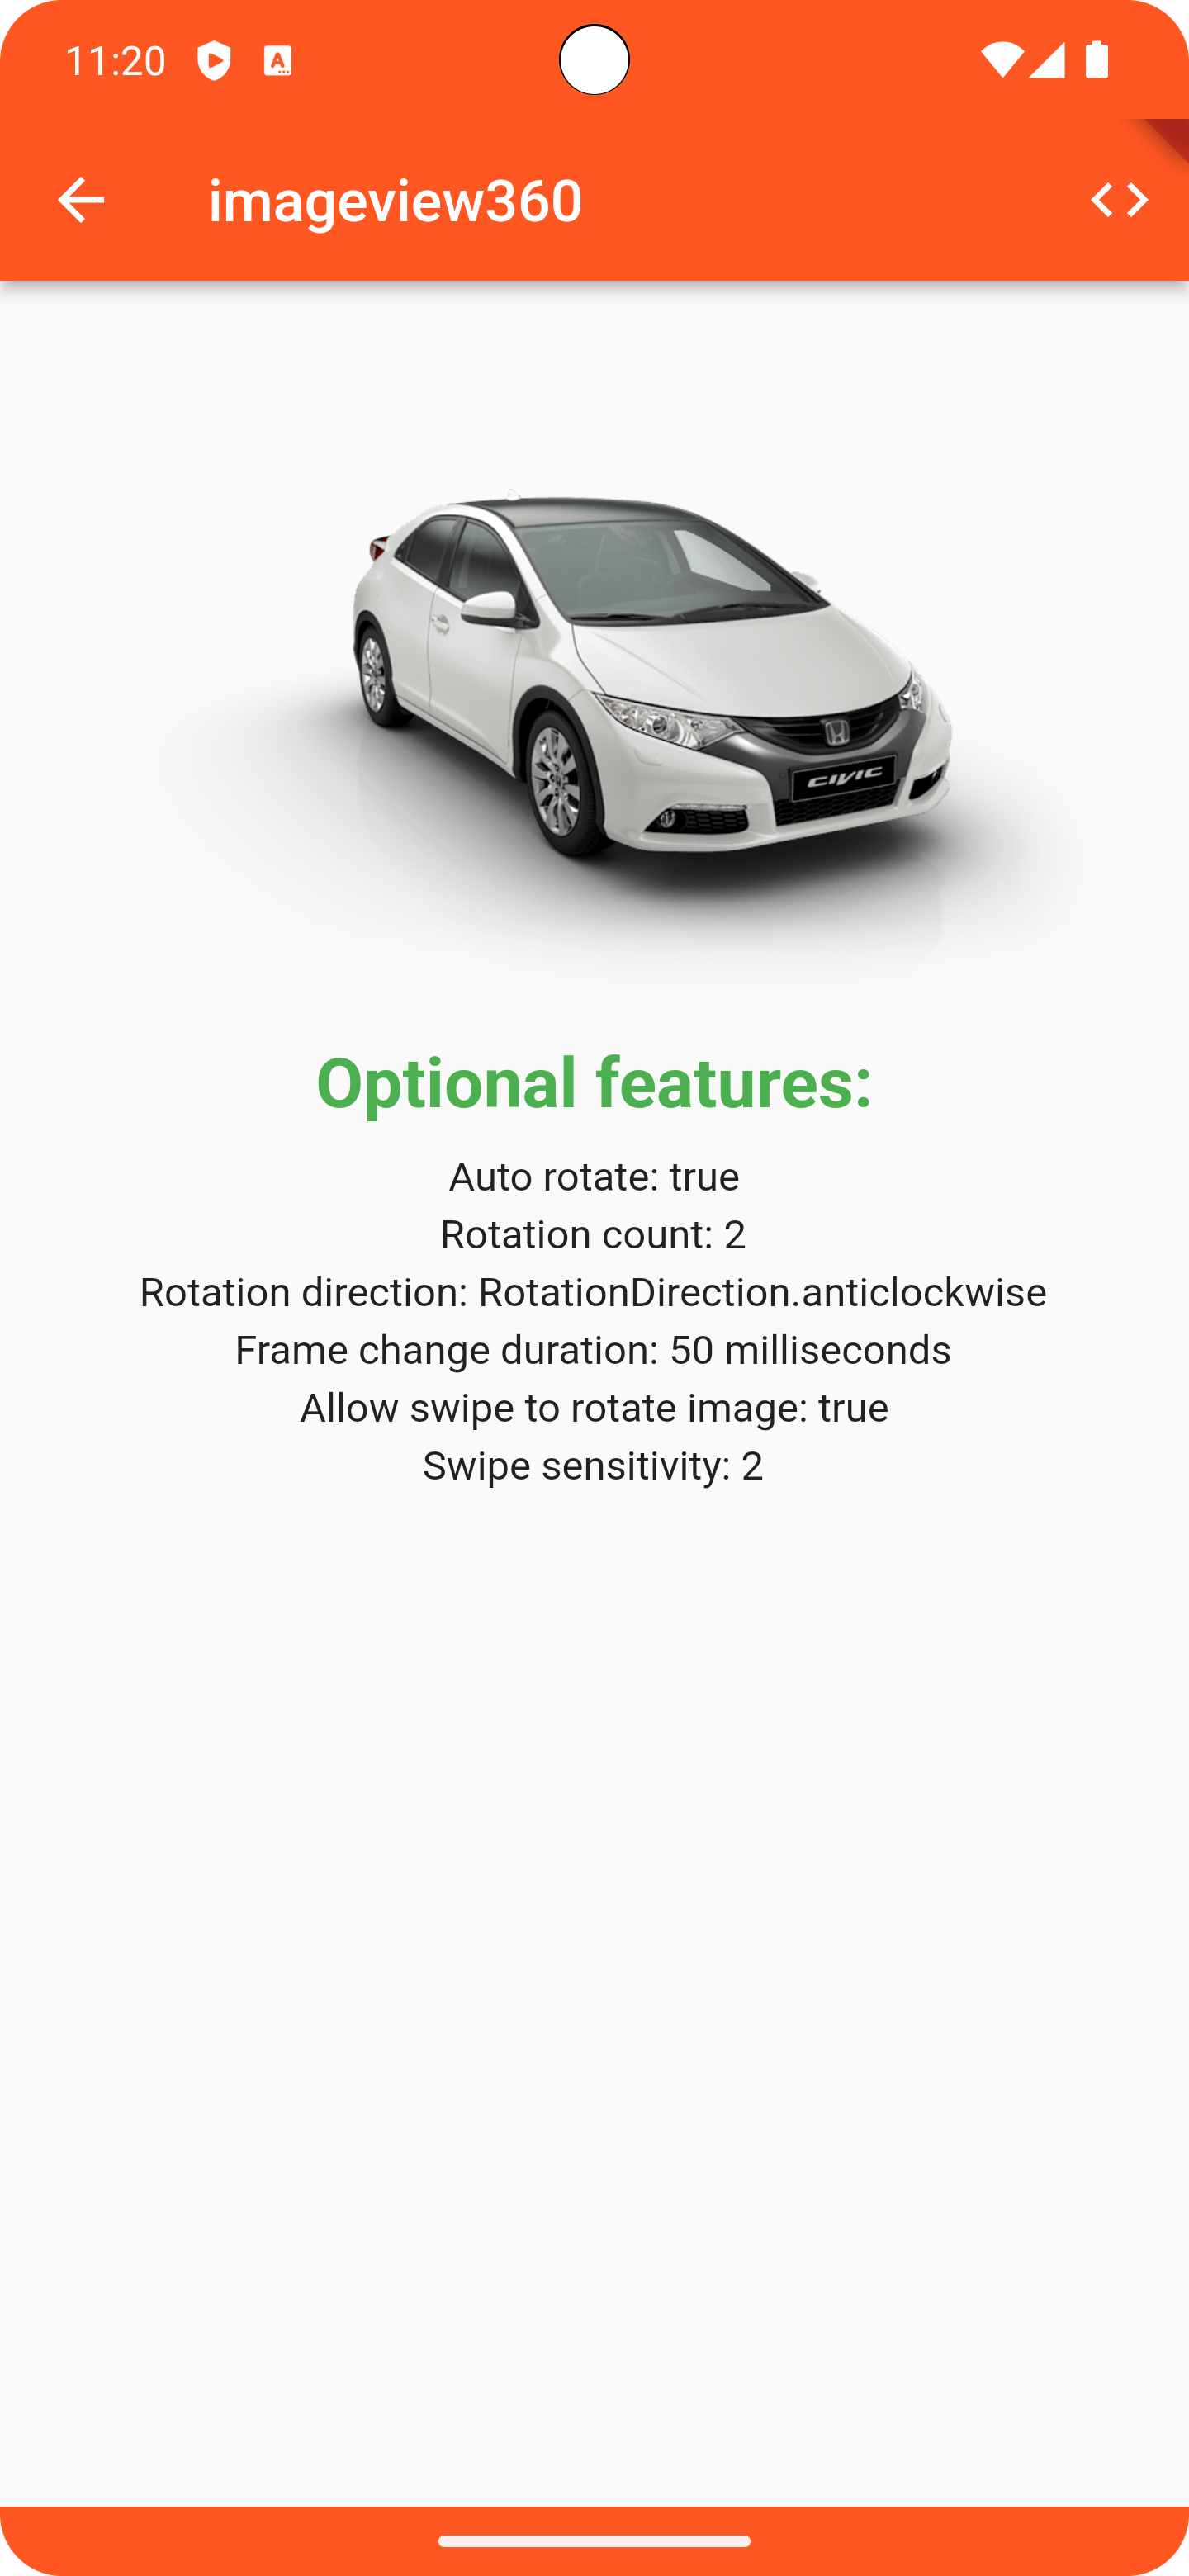 11:20
imageview360
CIVIC
Optional features:
Auto rotate: true
Rotation count: 2
Rotation direction: RotationDirection.anticlockwise
Frame change duration: 50 milliseconds
Allow swipe to rotate image: true
Swipe sensitivity: 2